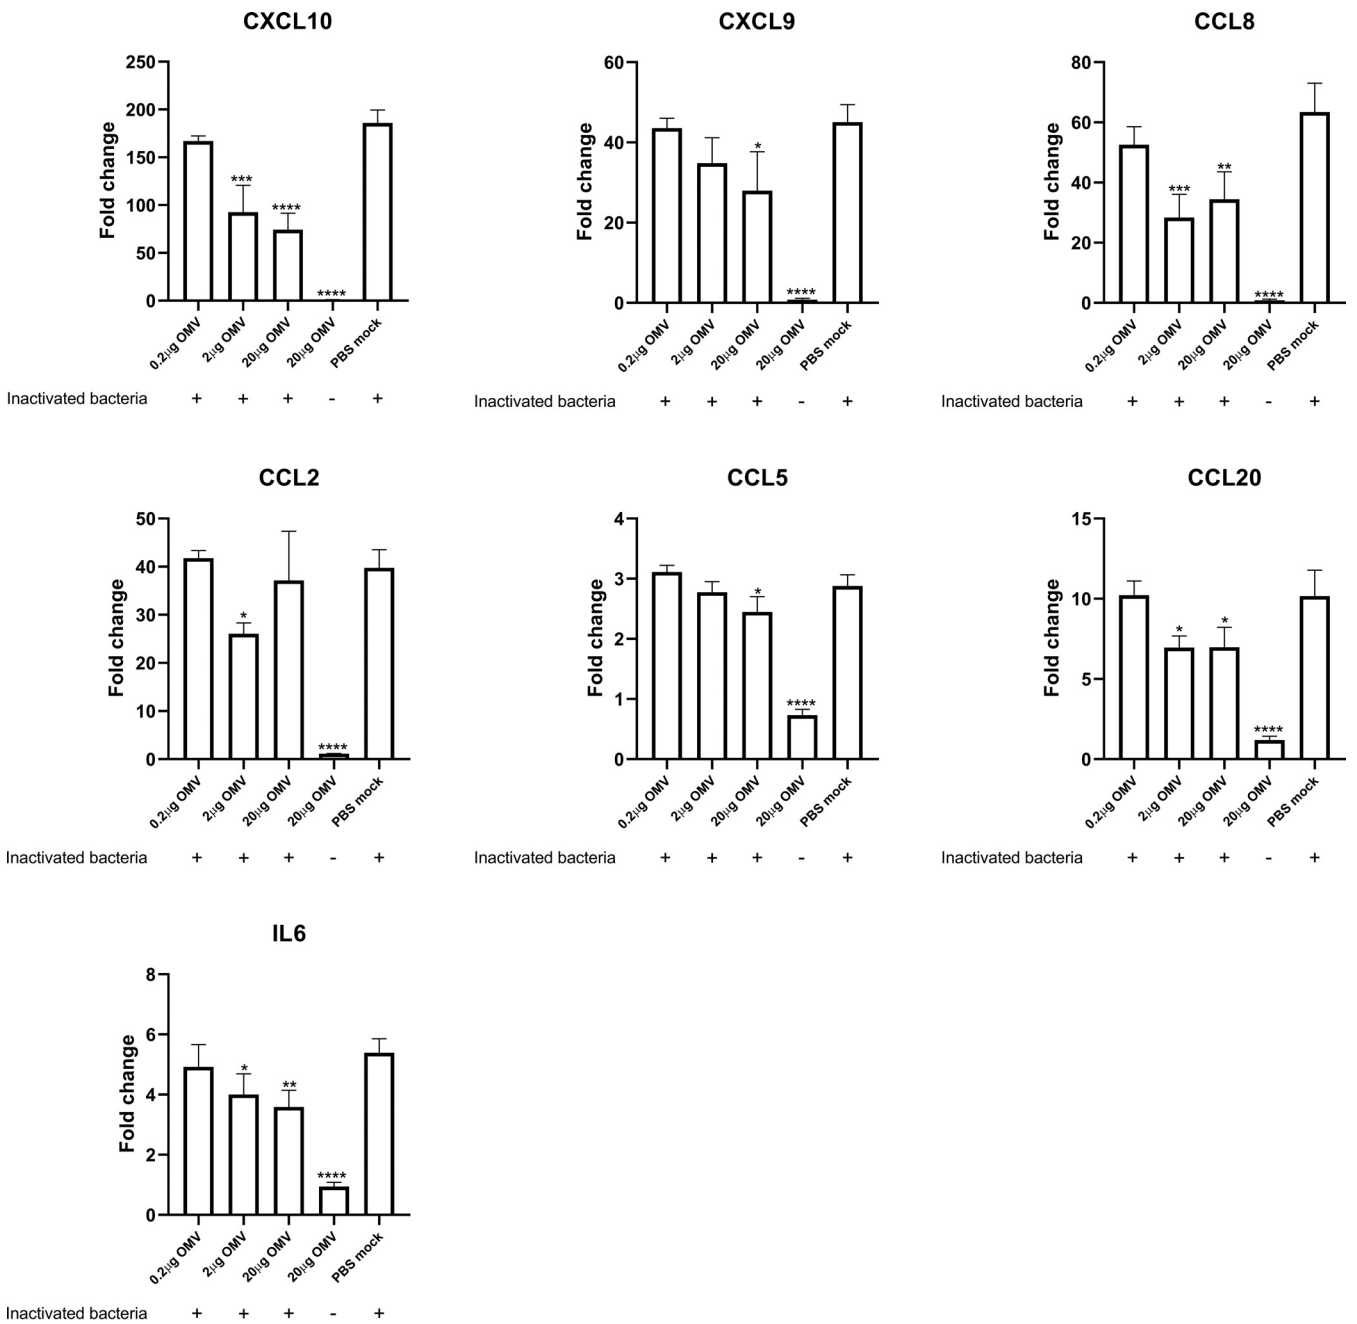 CXCL10
CXCL9
CCL8
Fold change
250
200
150
100
50
0
***
****
****
0.2μg OMV
2μg OMV
20μg OMV
20μg OMV
PBS mock
Inactivated bacteria + + + - +
Fold change
60
40
20
0
*
****
0.2μg OMV
2μg OMV
20μg OMV
20μg OMV
PBS mock
Inactivated bacteria + + + - +
Fold change
80
60
40
20
0
***
**
****
0.2μg OMV
2μg OMV
20μg OMV
20μg OMV
PBS mock
Inactivated bacteria + + + - +
CCL2
CCL5
CCL20
Fold change
50
40
30
20
10
0
*
****
0.2μg OMV
2μg OMV
20μg OMV
20μg OMV
PBS mock
Inactivated bacteria + + + - +
Fold change
4
3
2
1
0
*
****
0.2μg OMV
2μg OMV
20μg OMV
20μg OMV
PBS mock
Inactivated bacteria + + + - +
Fold change
15
10
5
0
*
*
****
0.2μg OMV
2μg OMV
20μg OMV
20μg OMV
PBS mock
Inactivated bacteria + + + - +
IL6
Fold change
8
6
4
2
0
*
**
****
0.2μg OMV
2μg OMV
20μg OMV
20μg OMV
PBS mock
Inactivated bacteria + + + - +